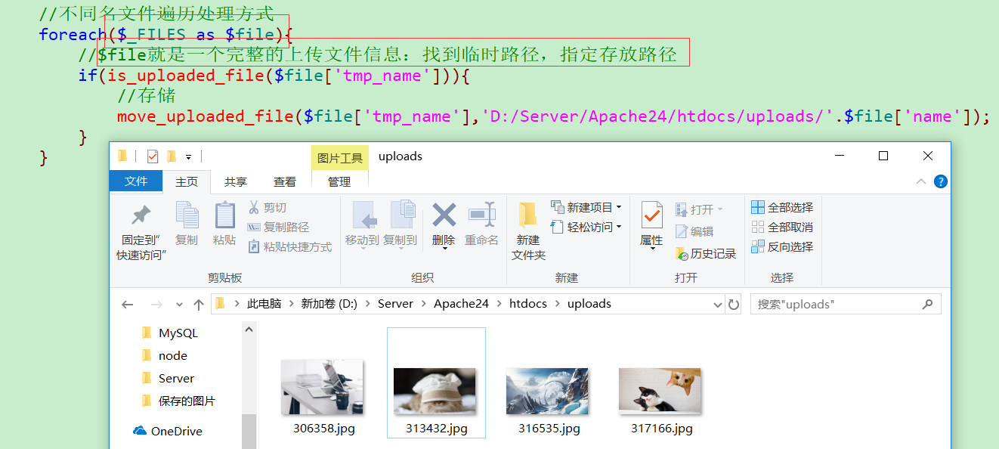 //不同名文件遍历处理方式
foreach($_FILES as $file){
//$file就是一个完整的上传文件信息：找到临时路径，指定存放路径
if(is_uploaded_file($file['tmp_name'])){
//存储
move_uploaded_file($file['tmp_name'],'D:/Server/Apache24/htdocs/uploads/'.$file['name']);
}
}
图片工具 uploads
文件 主页 共享 查看 管理
固定到"快速访问"
复制
粘贴
剪切
复制路径
粘贴快捷方式
剪贴板
移动到 复制到 删除 重命名
组织
新建文件夹
新建项目
轻松访问
新建
属性
打开
编辑
历史记录
打开
全部选择
全部取消
反向选择
选择
此电脑 > 新加卷 (D:) > Server > Apache24 > htdocs > uploads
搜索"uploads"
MySQL
node
Server
保存的图片
OneDrive
306358.jpg 313432.jpg 316535.jpg 317166.jpg